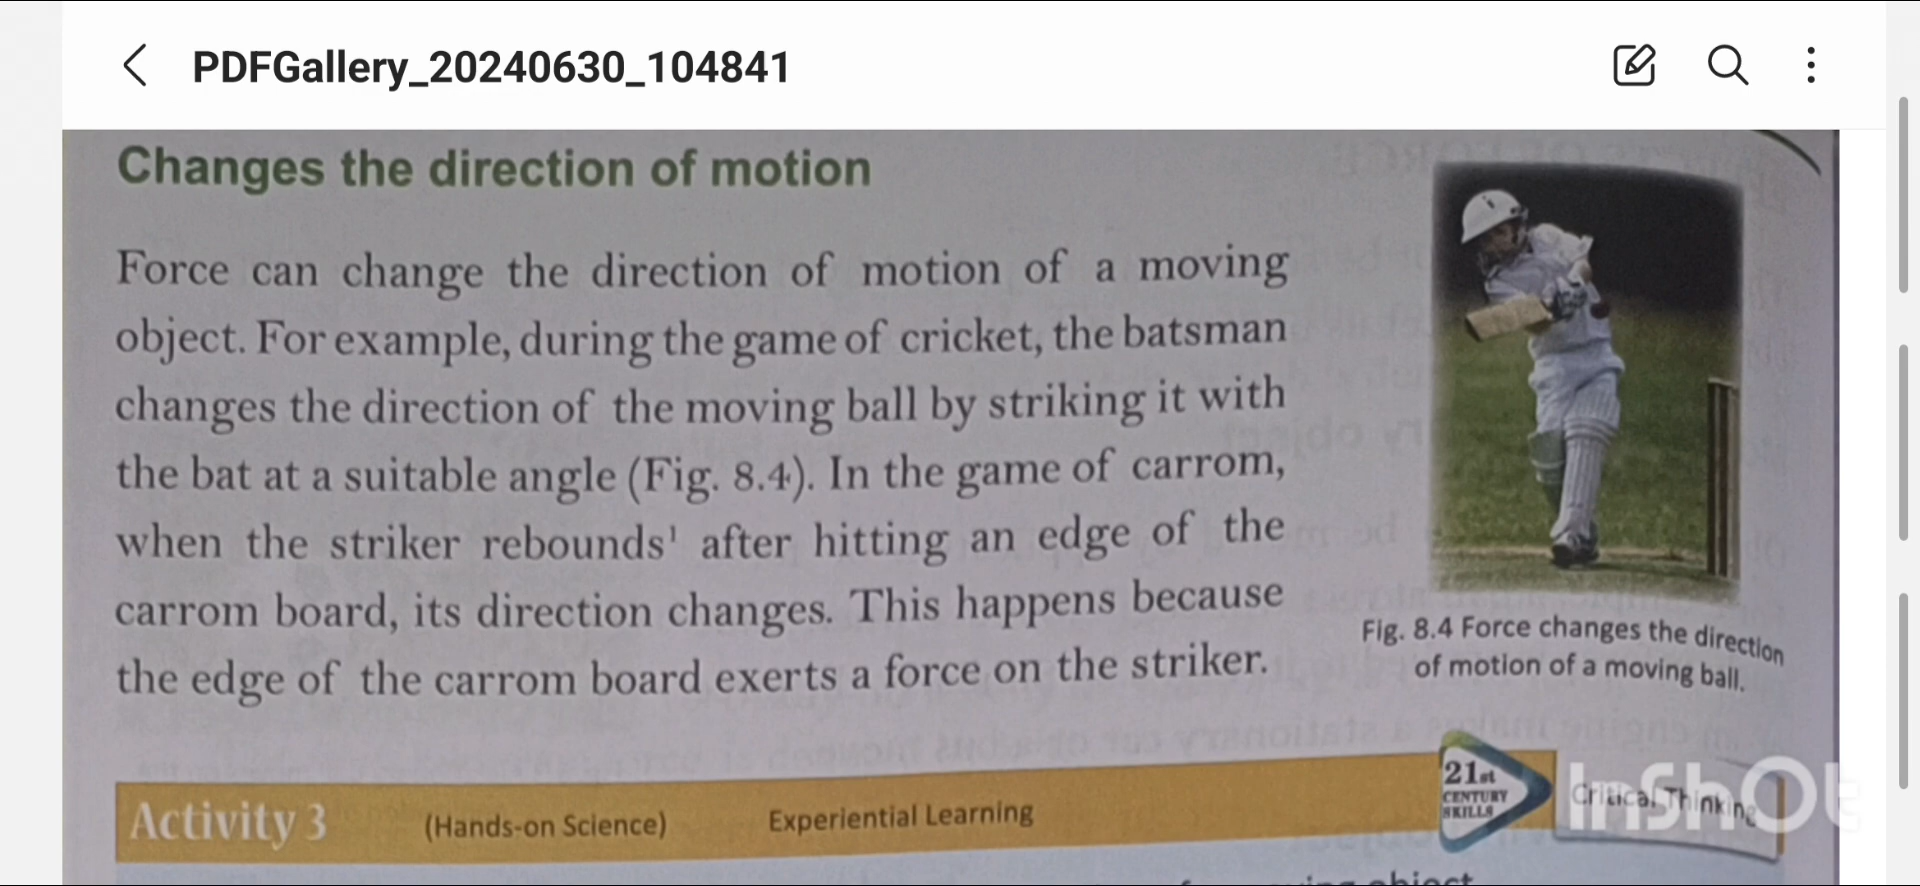 PDFGallery_20240630_104841
Changes the direction of motion
Force can change the direction of motion of a moving
object. For example, during the game of cricket, the batsman
changes the direction of the moving ball by striking it with
the bat at a suitable angle (Fig. 8.4). In the game of carrom,
when the striker rebounds¹ after hitting an edge of the
carrom board, its direction changes. This happens because
the edge of the carrom board exerts a force on the striker.
Fig. 8.4 Force changes the direction
of motion of a moving ball.
Activity 3 (Hands-on Science) Experiential Learning
21st
CENTURY
SKILLS
Critical Thinking
InShOt
object